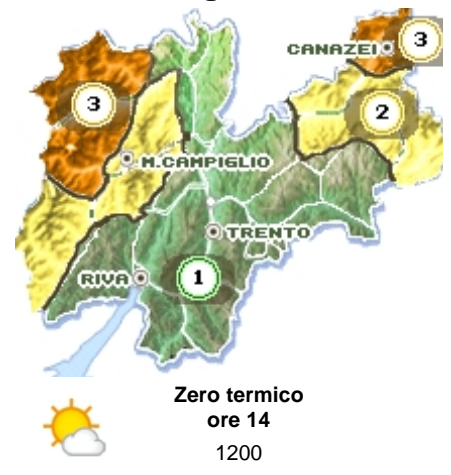 CANAZEI
3
3
2
M.CAMPIGLIO
TRENTO
RIVA
1
Zero termico
ore 14
1200